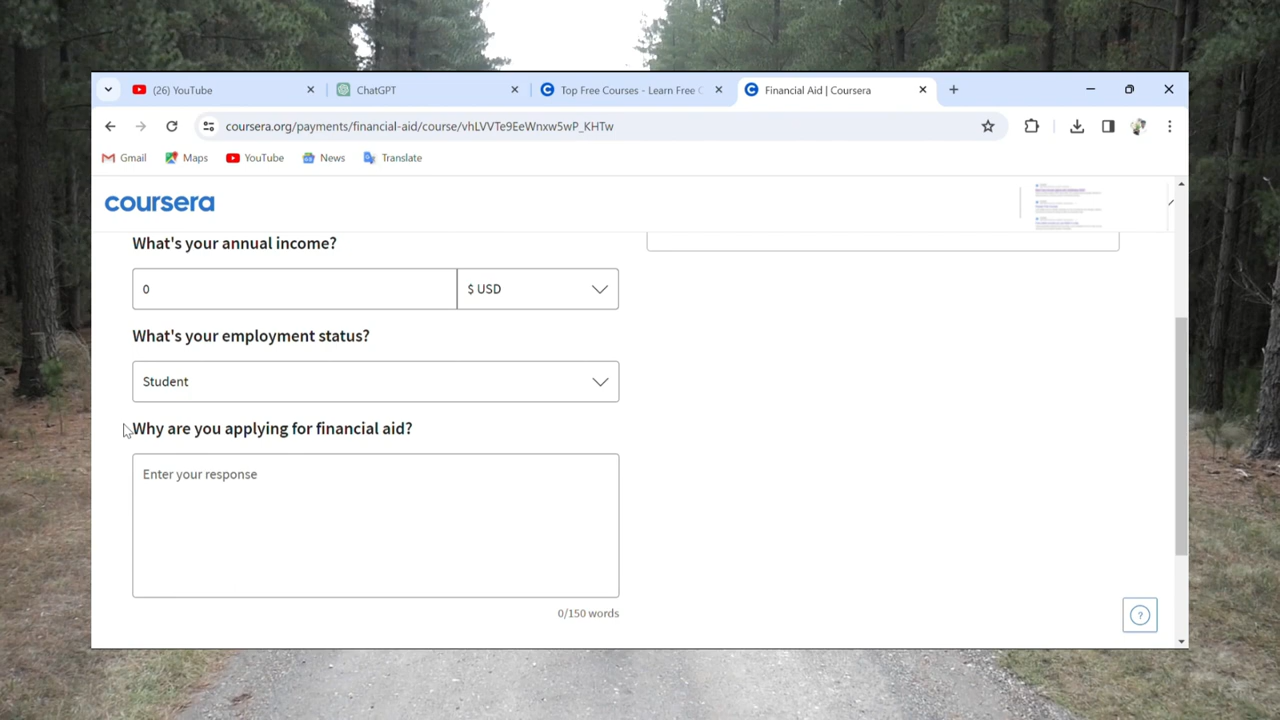 (26) YouTube
ChatGPT
Top Free Courses - Learn Free C
Financial Aid | Coursera
coursera.org/payments/financial-aid/course/vhLVVTe9EeWnxw5wP_KHTw
Gmail
Maps
YouTube
News
Translate
coursera
What's your annual income?
0
$ USD
What's your employment status?
Student
Why are you applying for financial aid?
Enter your response
0/150 words
?